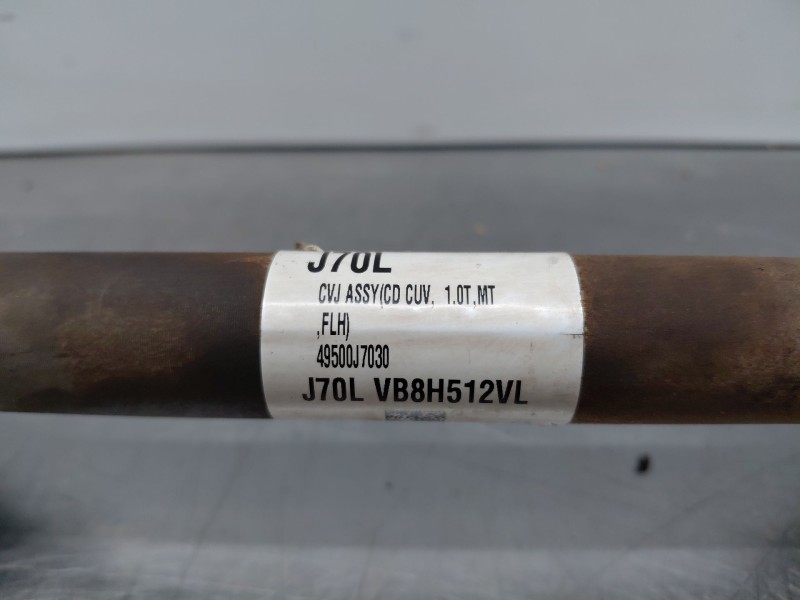 J70L
CVJ ASSY(CD CUV, 1.0T,MT
,FLH)
49500J7030
J70L VB8H512VL